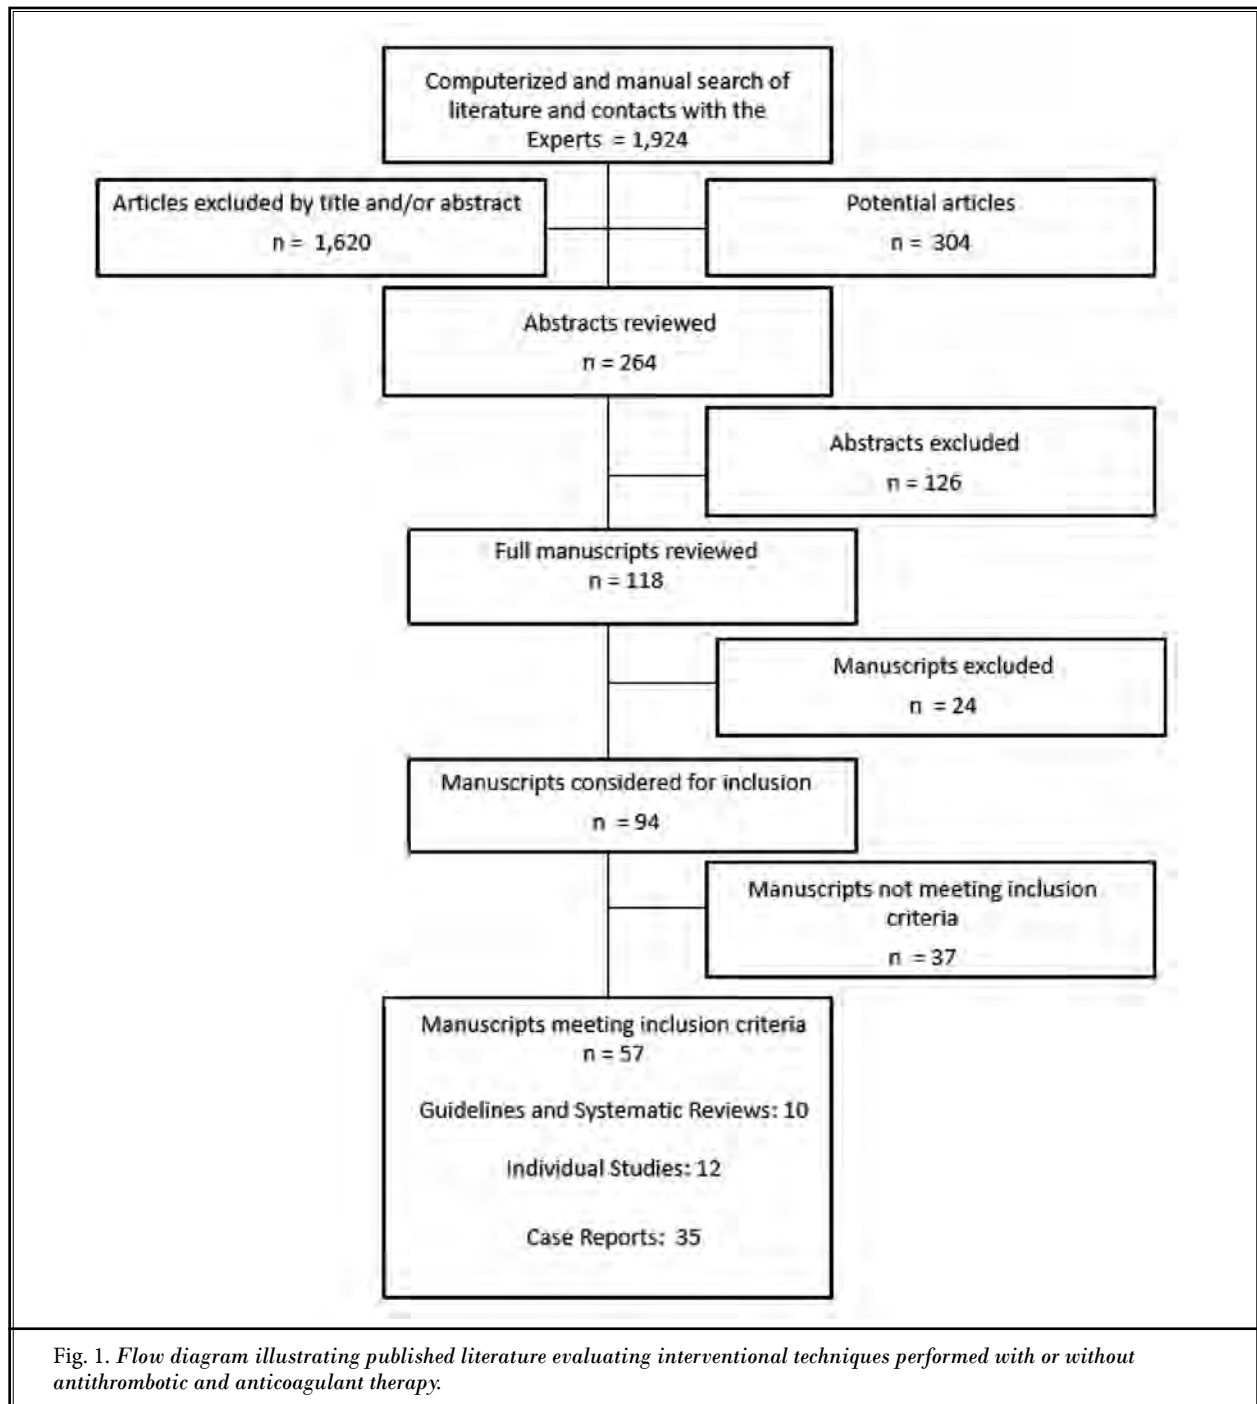 Computerized and manual search of
literature and contacts with the
Experts = 1,924
Articles excluded by title and/or abstract
n = 1,620
Potential articles
n = 304
Abstracts reviewed
n = 264
Abstracts excluded
n = 126
Full manuscripts reviewed
n = 118
Manuscripts excluded
n = 24
Manuscripts considered for inclusion
n = 94
Manuscripts not meeting inclusion
criteria
n = 37
Manuscripts meeting inclusion criteria
n = 57
Guidelines and Systematic Reviews: 10
Individual Studies: 12
Case Reports: 35
Fig. 1. Flow diagram illustrating published literature evaluating interventional techniques performed with or without
antithrombotic and anticoagulant therapy.